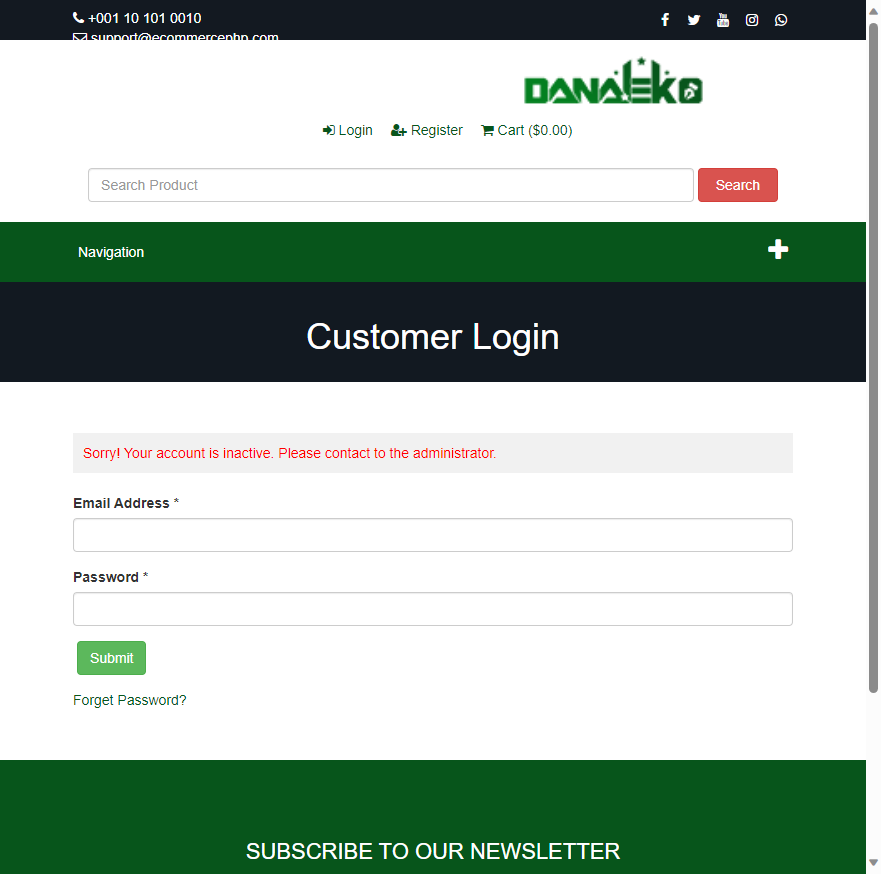 +001 10 101 0010
support@ecommercephp.com
DANALEKO
Login Register Cart ($0.00)
Search Product Search
Navigation
Customer Login
Sorry! Your account is inactive. Please contact to the administrator.
Email Address *
Password *
Submit
Forget Password?
SUBSCRIBE TO OUR NEWSLETTER